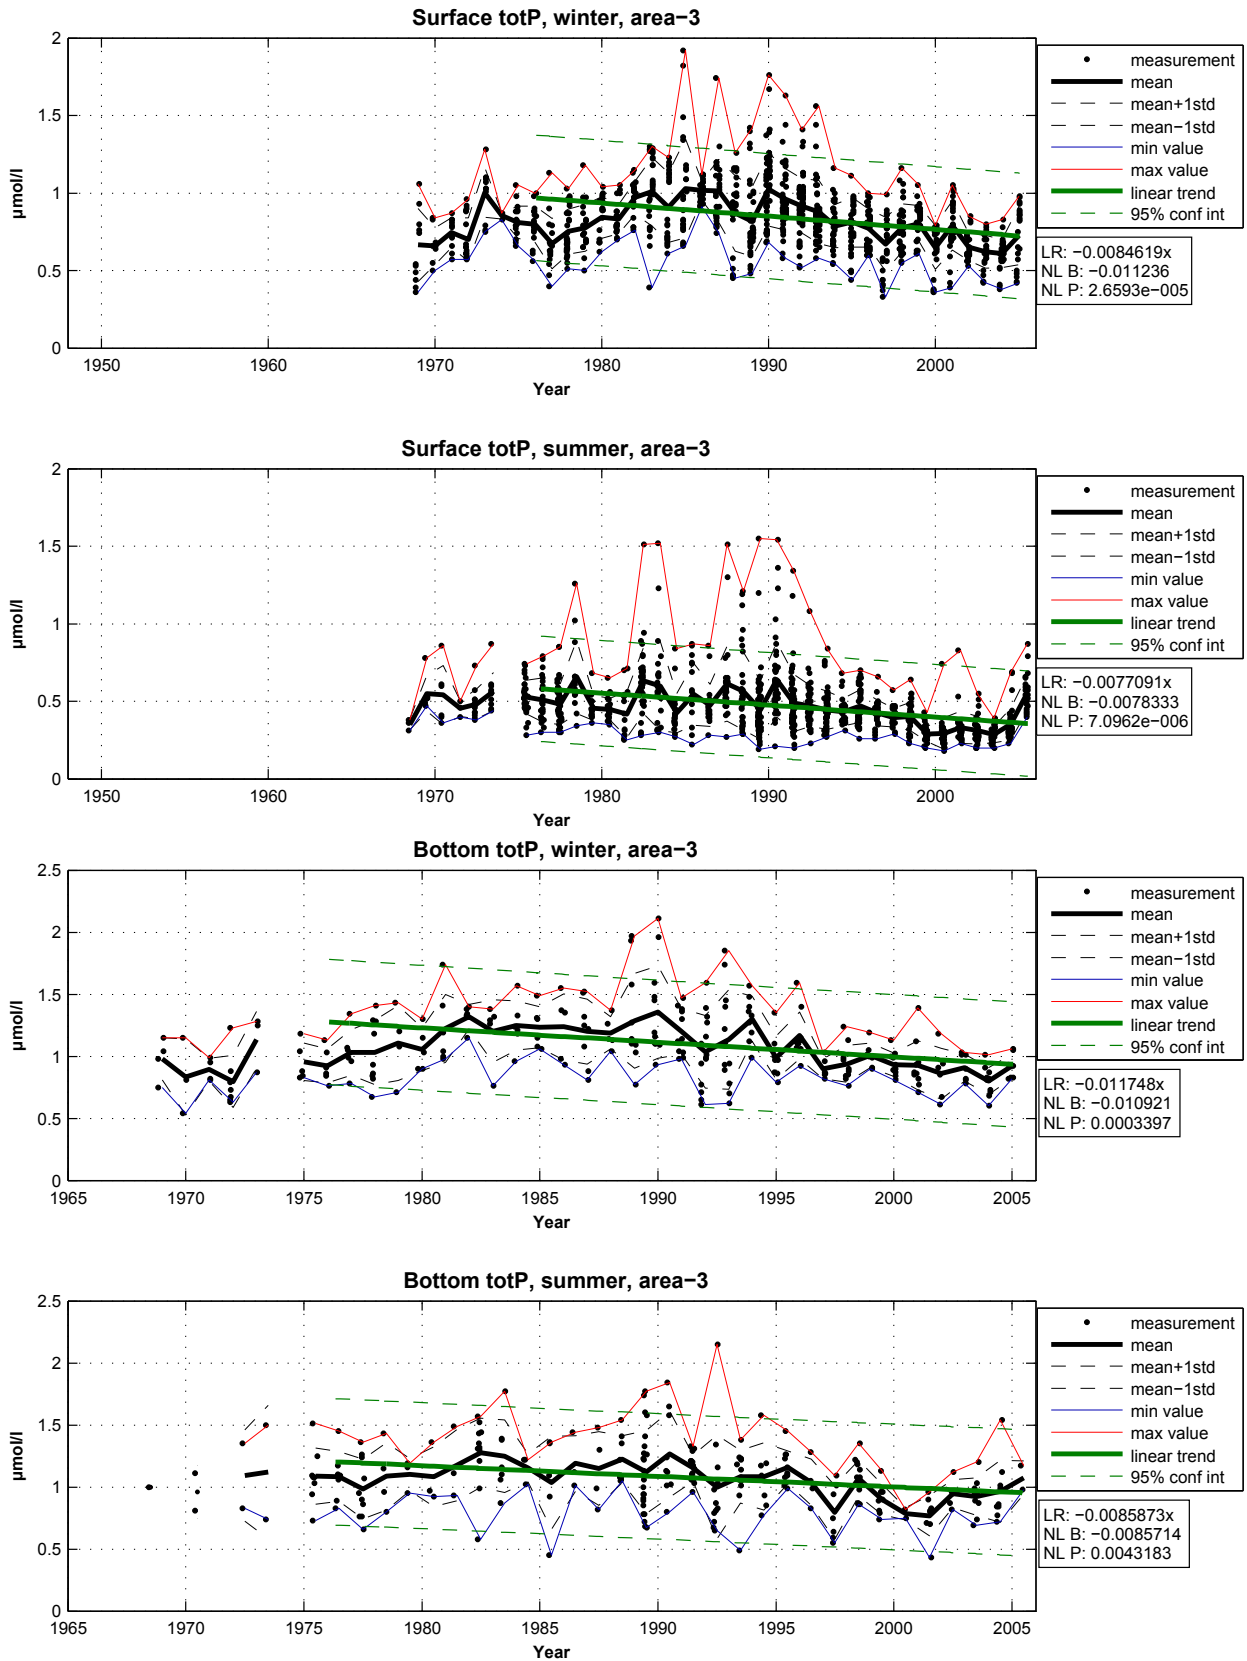 Surface totP, winter, area−3
2
1.5
1
0.5
0
µmol/l
1950
1960
1970
1980
1990
2000
Year
measurement
mean
mean+1std
mean−1std
min value
max value
linear trend
95% conf int
LR: −0.0084619x
NL B: −0.011236
NL P: 2.6593e−005
Surface totP, summer, area−3
2
1.5
1
0.5
0
µmol/l
1950
1960
1970
1980
1990
2000
Year
measurement
mean
mean+1std
mean−1std
min value
max value
linear trend
95% conf int
LR: −0.0077091x
NL B: −0.0078333
NL P: 7.0962e−006
Bottom totP, winter, area−3
2.5
2
1.5
1
0.5
0
µmol/l
1965
1970
1975
1980
1985
1990
1995
2000
2005
Year
measurement
mean
mean+1std
mean−1std
min value
max value
linear trend
95% conf int
LR: −0.011748x
NL B: −0.010921
NL P: 0.0003397
Bottom totP, summer, area−3
2.5
2
1.5
1
0.5
0
µmol/l
1965
1970
1975
1980
1985
1990
1995
2000
2005
Year
measurement
mean
mean+1std
mean−1std
min value
max value
linear trend
95% conf int
LR: −0.0085873x
NL B: −0.0085714
NL P: 0.0043183